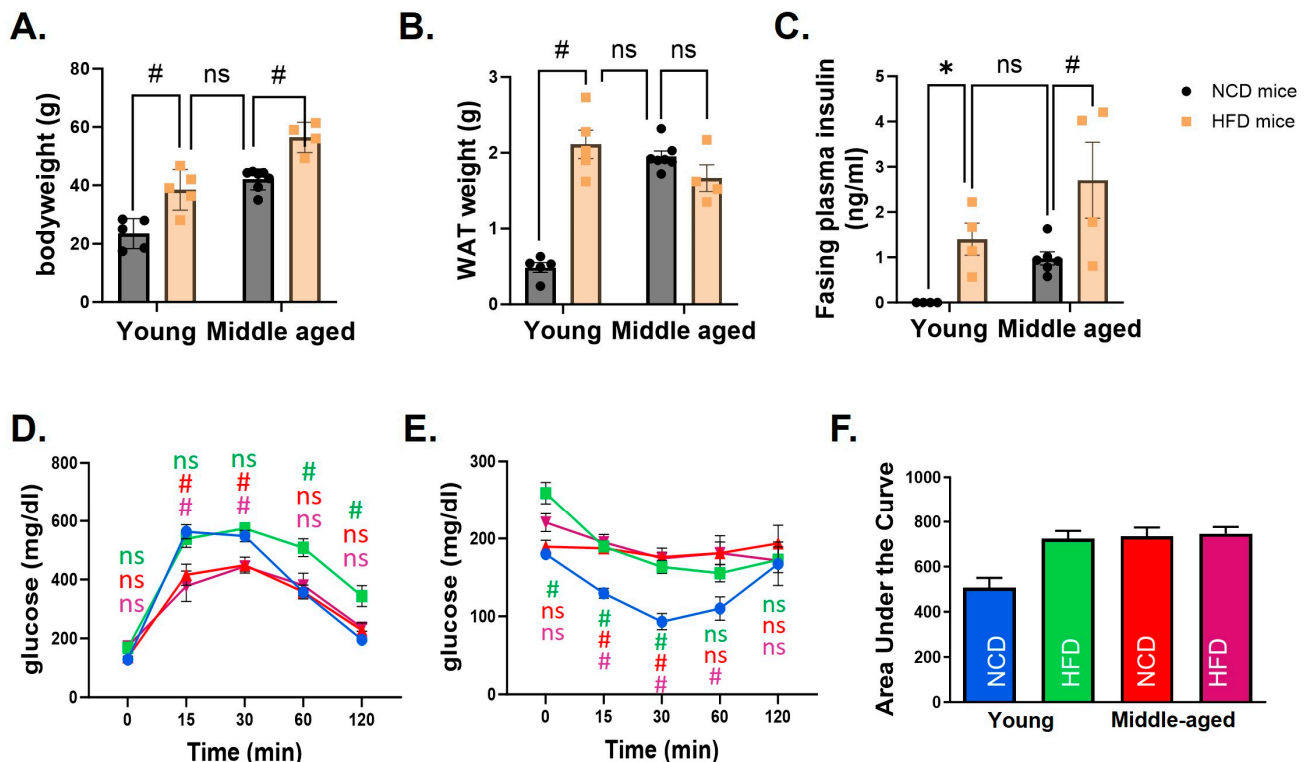 A.
B.
C.
# ns #
# ns ns
* ns #
bodyweight (g)
80
60
40
20
0
Young Middle aged
WAT weight (g)
3
2
1
0
Young Middle aged
Fasing plasma insulin
(ng/ml)
5
4
3
2
1
0
Young Middle aged
NCD mice
HFD mice
D.
E.
F.
glucose (mg/dl)
800
600
400
200
0
ns
ns
ns
ns
#
#
ns
#
#
#
ns
ns
#
ns
ns
0 15 30 60 120
Time (min)
glucose (mg/dl)
300
200
100
0
#
ns
ns
#
#
#
#
#
#
ns
ns
#
ns
ns
ns
0 15 30 60 120
Time (min)
Area Under the Curve
1000
800
600
400
200
0
NCD
HFD
NCD
HFD
Young Middle-aged